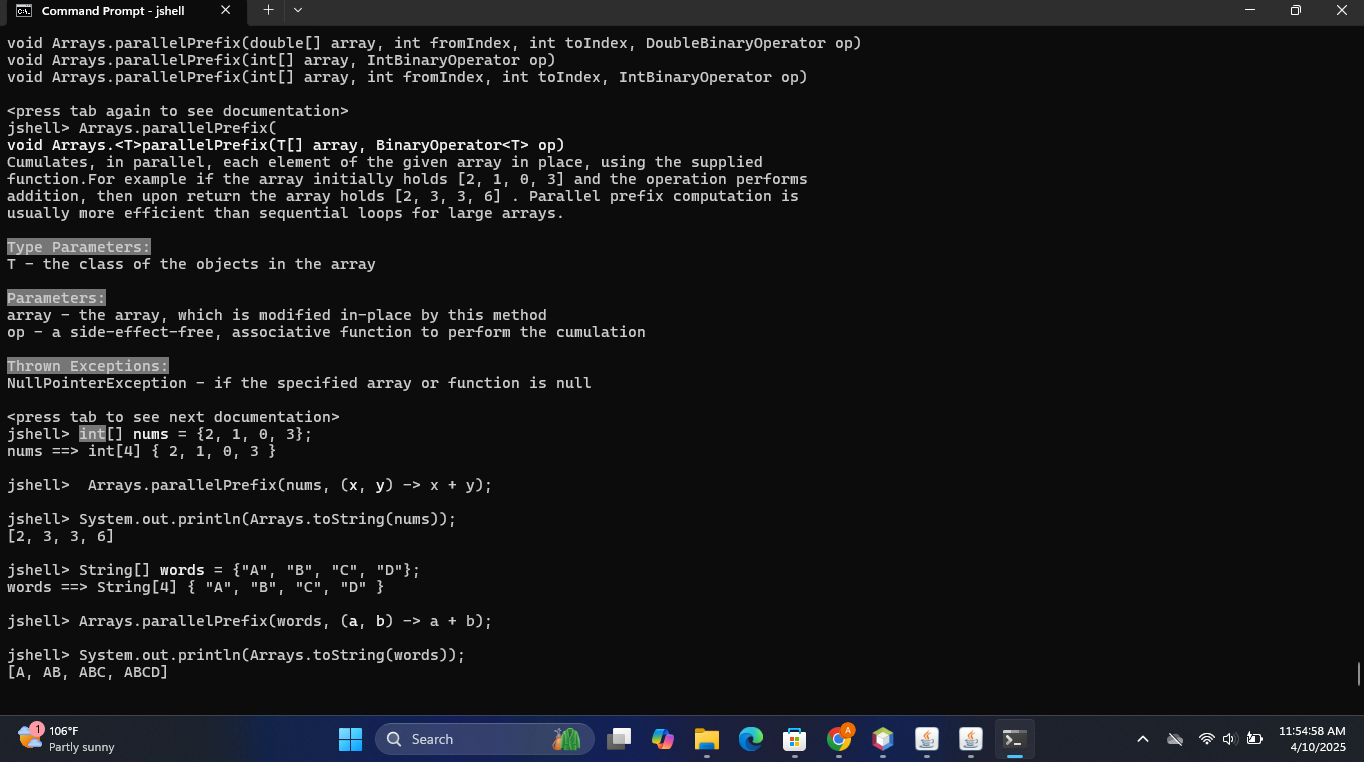 Command Prompt - jshell
void Arrays.parallelPrefix(double[] array, int fromIndex, int toIndex, DoubleBinaryOperator op)
void Arrays.parallelPrefix(int[] array, IntBinaryOperator op)
void Arrays.parallelPrefix(int[] array, int fromIndex, int toIndex, IntBinaryOperator op)
<press tab again to see documentation>
jshell> Arrays.parallelPrefix(
void Arrays.<T>parallelPrefix(T[] array, BinaryOperator<T> op)
Cumulates, in parallel, each element of the given array in place, using the supplied
function.For example if the array initially holds [2, 1, 0, 3] and the operation performs
addition, then upon return the array holds [2, 3, 3, 6] . Parallel prefix computation is
usually more efficient than sequential loops for large arrays.
Type Parameters:
T - the class of the objects in the array
Parameters:
array - the array, which is modified in-place by this method
op - a side-effect-free, associative function to perform the cumulation
Thrown Exceptions:
NullPointerException - if the specified array or function is null
<press tab to see next documentation>
jshell> int[] nums = {2, 1, 0, 3};
nums ==> int[4] { 2, 1, 0, 3 }
jshell>  Arrays.parallelPrefix(nums, (x, y) -> x + y);
jshell> System.out.println(Arrays.toString(nums));
[2, 3, 3, 6]
jshell> String[] words = {"A", "B", "C", "D"};
words ==> String[4] { "A", "B", "C", "D" }
jshell> Arrays.parallelPrefix(words, (a, b) -> a + b);
jshell> System.out.println(Arrays.toString(words));
[A, AB, ABC, ABCD]
1
106°F
Partly sunny
Search
A
11:54:58 AM
4/10/2025